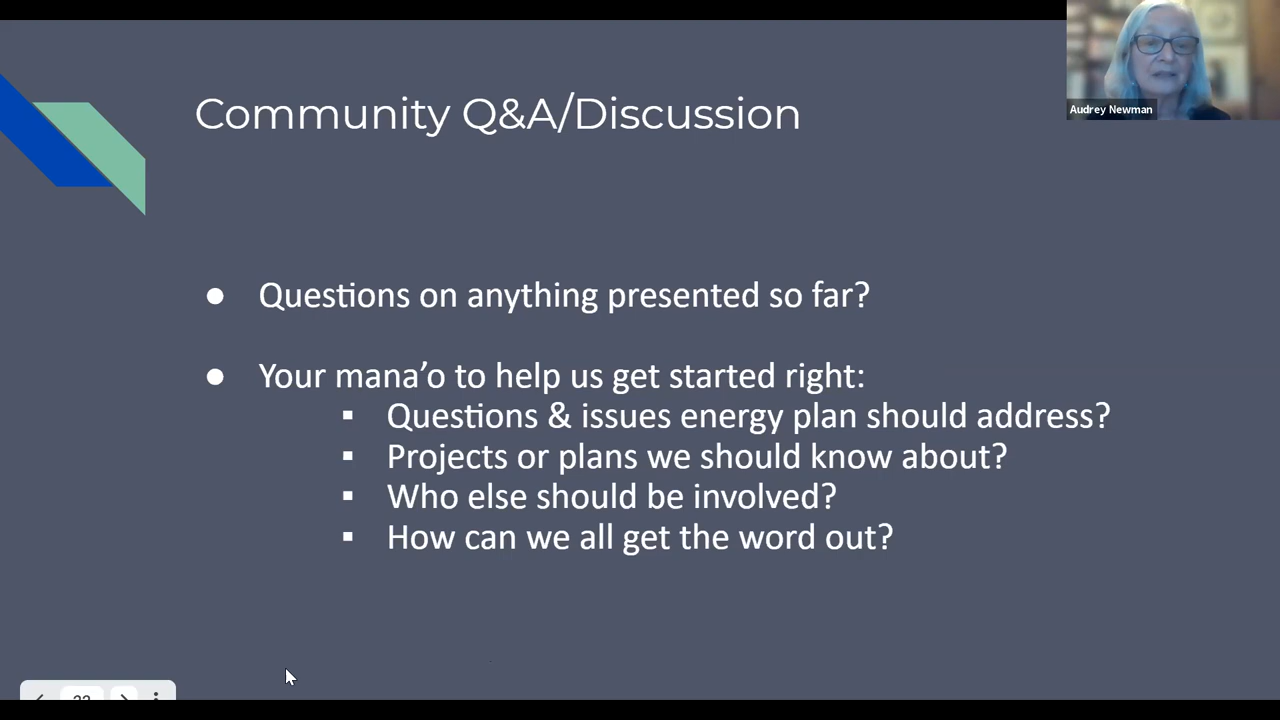 Community Q&A/Discussion
Audrey Newman
● Questions on anything presented so far?
● Your mana’o to help us get started right:
▪ Questions & issues energy plan should address?
▪ Projects or plans we should know about?
▪ Who else should be involved?
▪ How can we all get the word out?